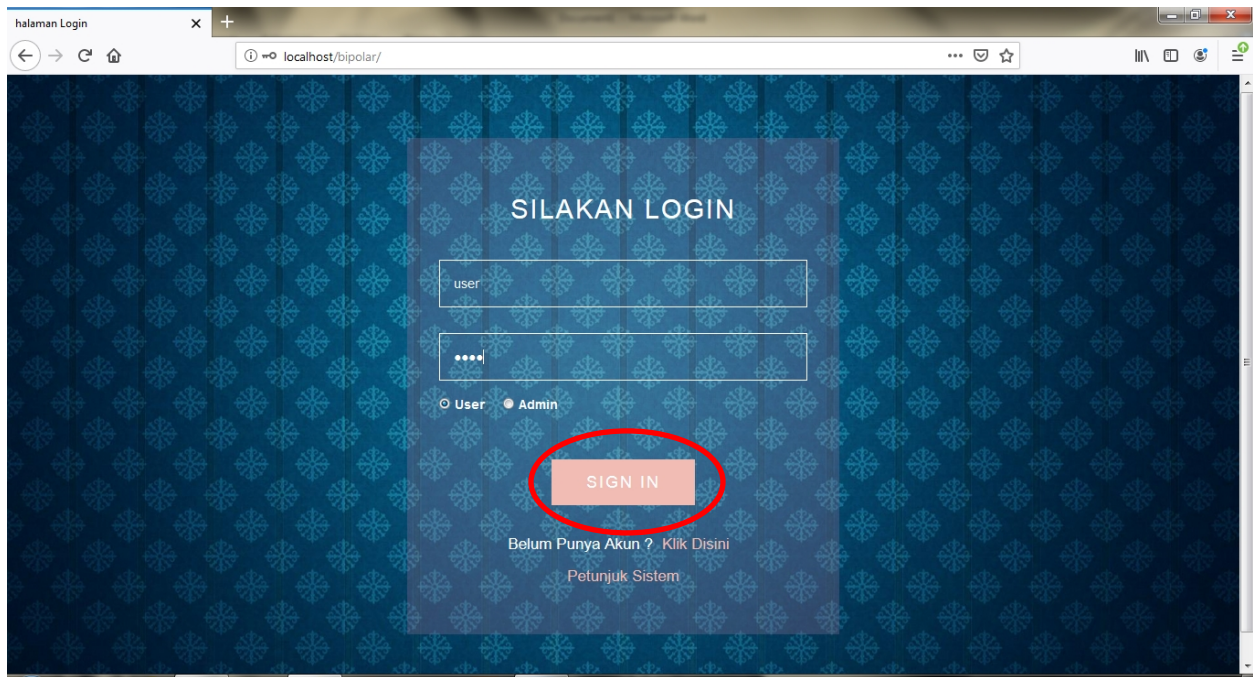 halaman Login
localhost/bipolar/
SILAKAN LOGIN
user
User Admin
SIGN IN
Belum Punya Akun ? Klik Disini
Petunjuk Sistem